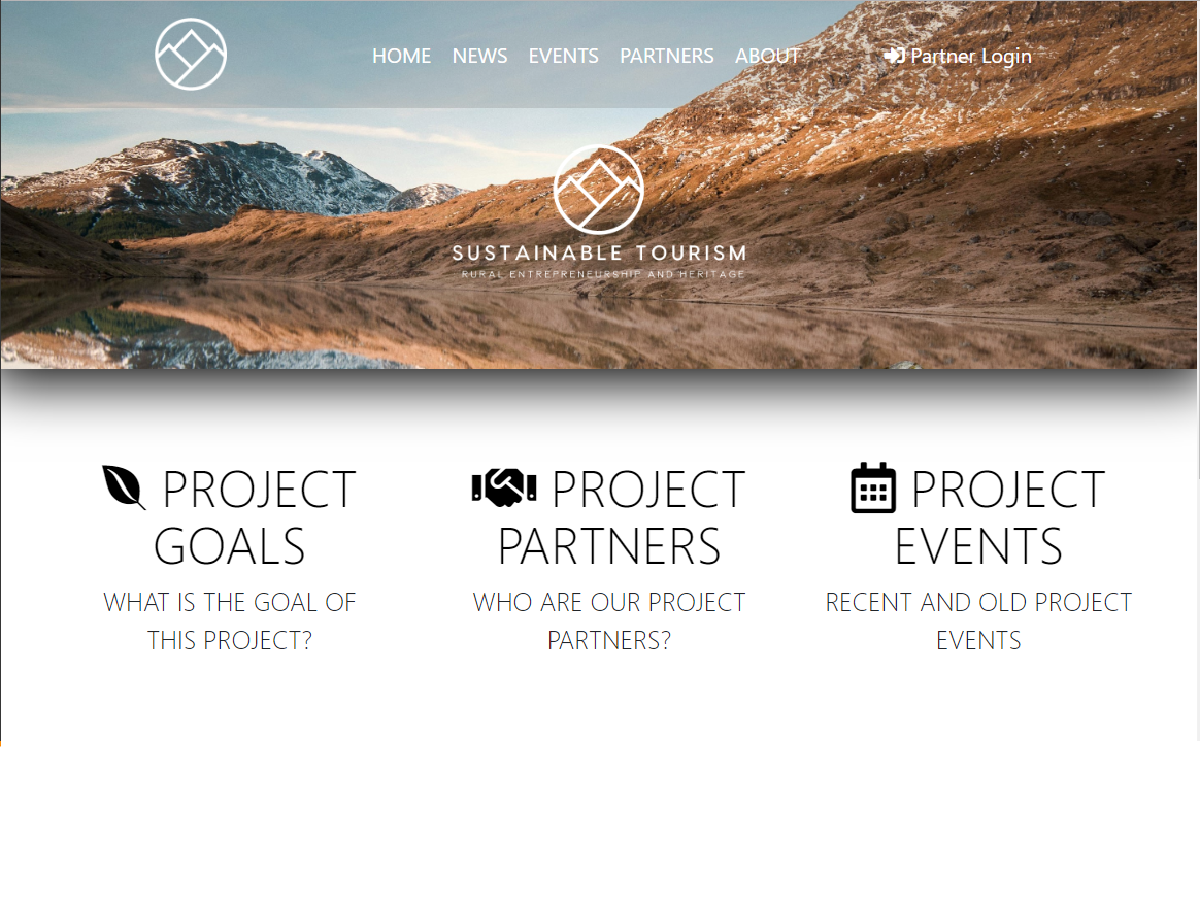 HOME NEWS EVENTS PARTNERS ABOUT Partner Login
SUSTAINABLE TOURISM
RURAL ENTREPRENEURSHIP AND HERITAGE
PROJECT
GOALS
WHAT IS THE GOAL OF
THIS PROJECT?
PROJECT
PARTNERS
WHO ARE OUR PROJECT
PARTNERS?
PROJECT
EVENTS
RECENT AND OLD PROJECT
EVENTS